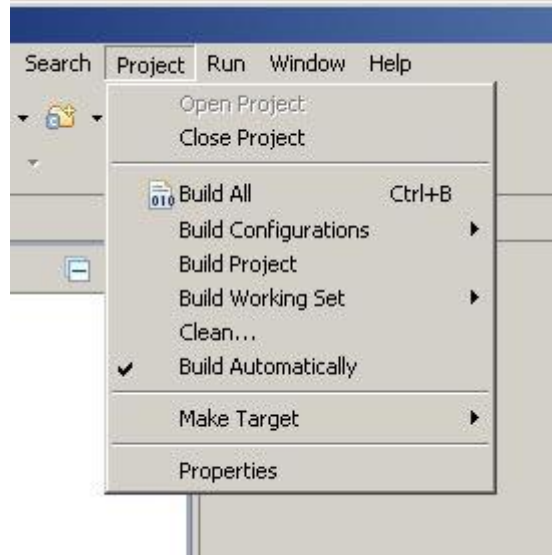 Search Project Run Window Help
Open Project
Close Project
010 Build All Ctrl+B
Build Configurations
Build Project
Build Working Set
Clean...
Build Automatically
Make Target
Properties